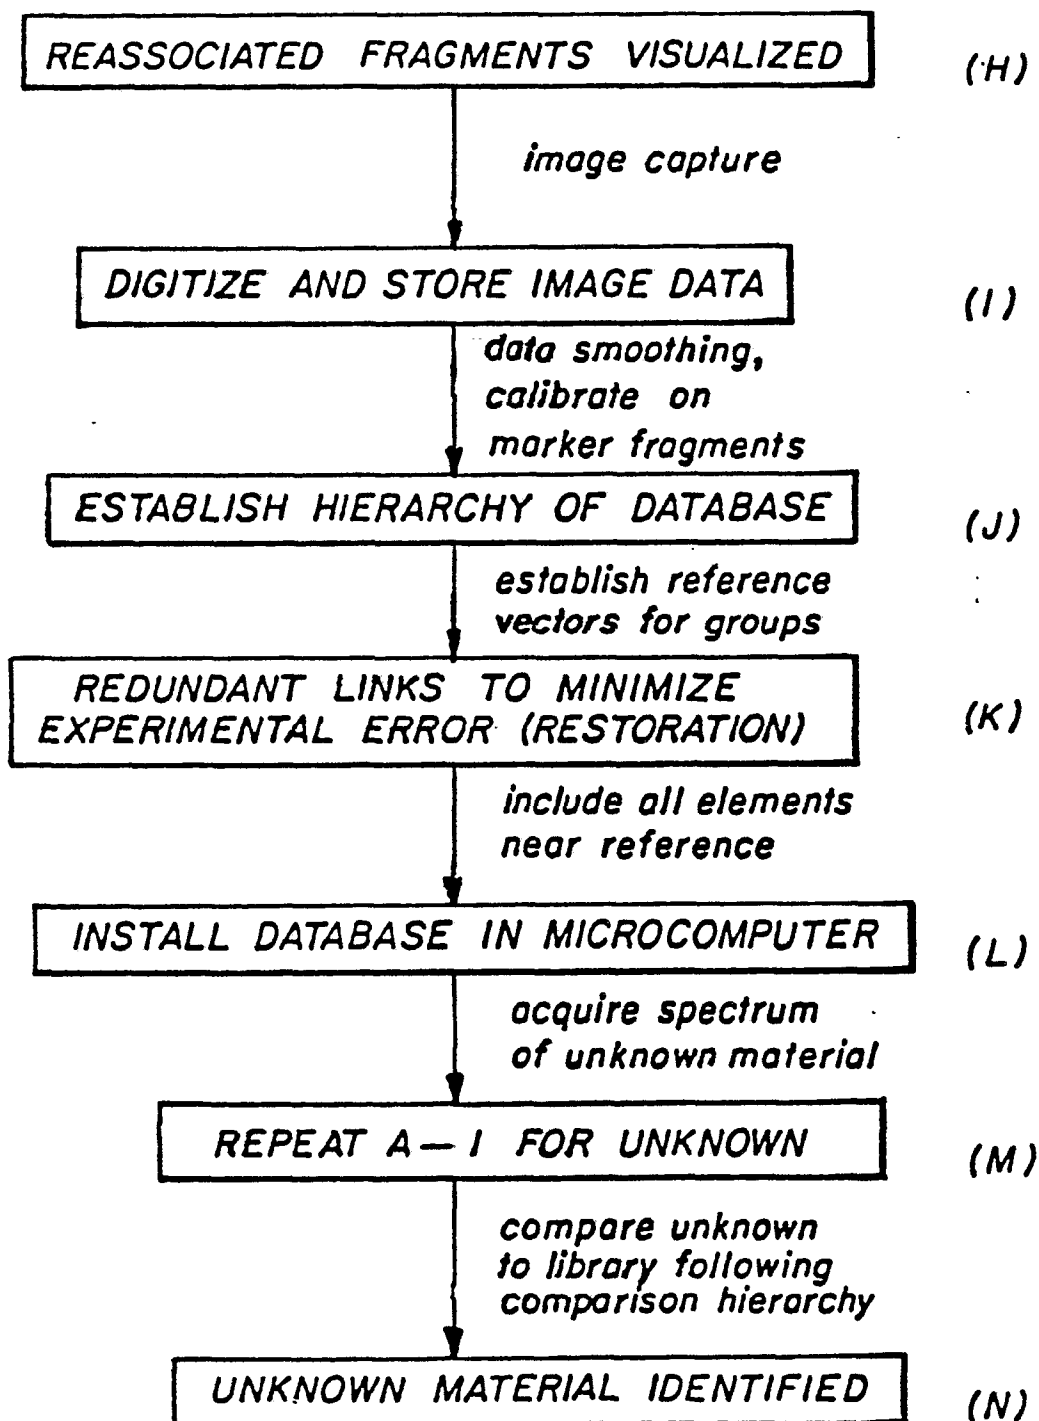 REASSOCIATED FRAGMENTS VISUALIZED (H)
image capture
DIGITIZE AND STORE IMAGE DATA (I)
data smoothing,
calibrate on
marker fragments
ESTABLISH HIERARCHY OF DATABASE (J)
establish reference
vectors for groups
REDUNDANT LINKS TO MINIMIZE
EXPERIMENTAL ERROR (RESTORATION) (K)
include all elements
near reference
INSTALL DATABASE IN MICROCOMPUTER (L)
acquire spectrum
of unknown material
REPEAT A—I FOR UNKNOWN (M)
compare unknown
to library following
comparison hierarchy
UNKNOWN MATERIAL IDENTIFIED (N)